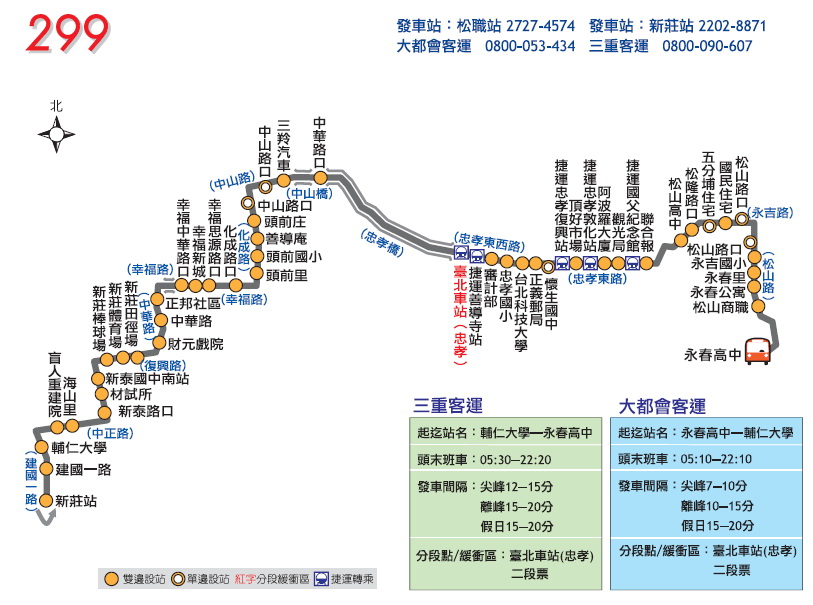 299
發車站：松職站 2727-4574　發車站：新莊站 2202-8871
大都會客運　0800-053-434　三重客運　0800-090-607
北
中山路口
三羚汽車
中華路口
(中山路)
(中山橋)
中山路口
頭前庄
善導庵
頭前國小
頭前里
(化成路)
幸福中華路口
幸福新城
幸福思源路口
化成路口
(幸福路)
(幸福路)
正邦社區
中華路
財元戲院
(中華路)
新莊棒球場
新莊體育場
新莊田徑場
(復興路)
新泰國中南站
材試所
新泰路口
盲人重建院
海山里
(中正路)
輔仁大學
建國一路
新莊站
(建國一路)
(忠孝橋)
(忠孝東西路)
臺北車站(忠孝)
捷運善導寺站
審計部
忠孝國小
台北科技大學
正義郵局
懷生國中
捷運忠孝復興站
頂好市場
捷運忠孝敦化站
阿波羅大廈
觀光局
捷運國父紀念館
聯合報
(忠孝東路)
松山高中
松隆路口
五分埔住宅
國民住宅
松山路口
(永吉路)
松山路口
永吉國小
永春里
永春公寓
松山商職
(松山路)
永春高中
三重客運
起迄站名：輔仁大學—永春高中
頭末班車：05:30—22:20
發車間隔：尖峰12—15分
離峰15—20分
假日15—20分
分段點/緩衝區：臺北車站(忠孝)
二段票
大都會客運
起迄站名：永春高中—輔仁大學
頭末班車：05:10—22:10
發車間隔：尖峰7—10分
離峰10—15分
假日15—20分
分段點/緩衝區：臺北車站(忠孝)
二段票
雙邊設站 單邊設站 紅字分段緩衝區 捷運轉乘